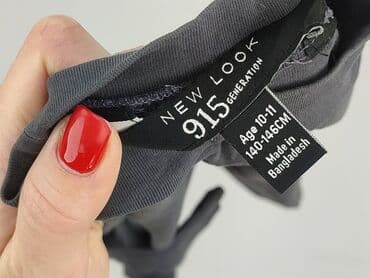 NEW LOOK
915
GENERATION
Age 10-11
140-146CM
Made in
Bangladesh